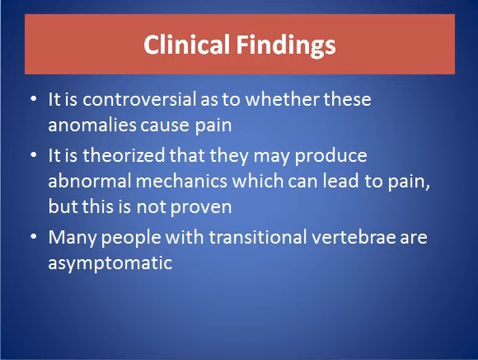 Clinical Findings
• It is controversial as to whether these
anomalies cause pain
• It is theorized that they may produce
abnormal mechanics which can lead to pain,
but this is not proven
• Many people with transitional vertebrae are
asymptomatic